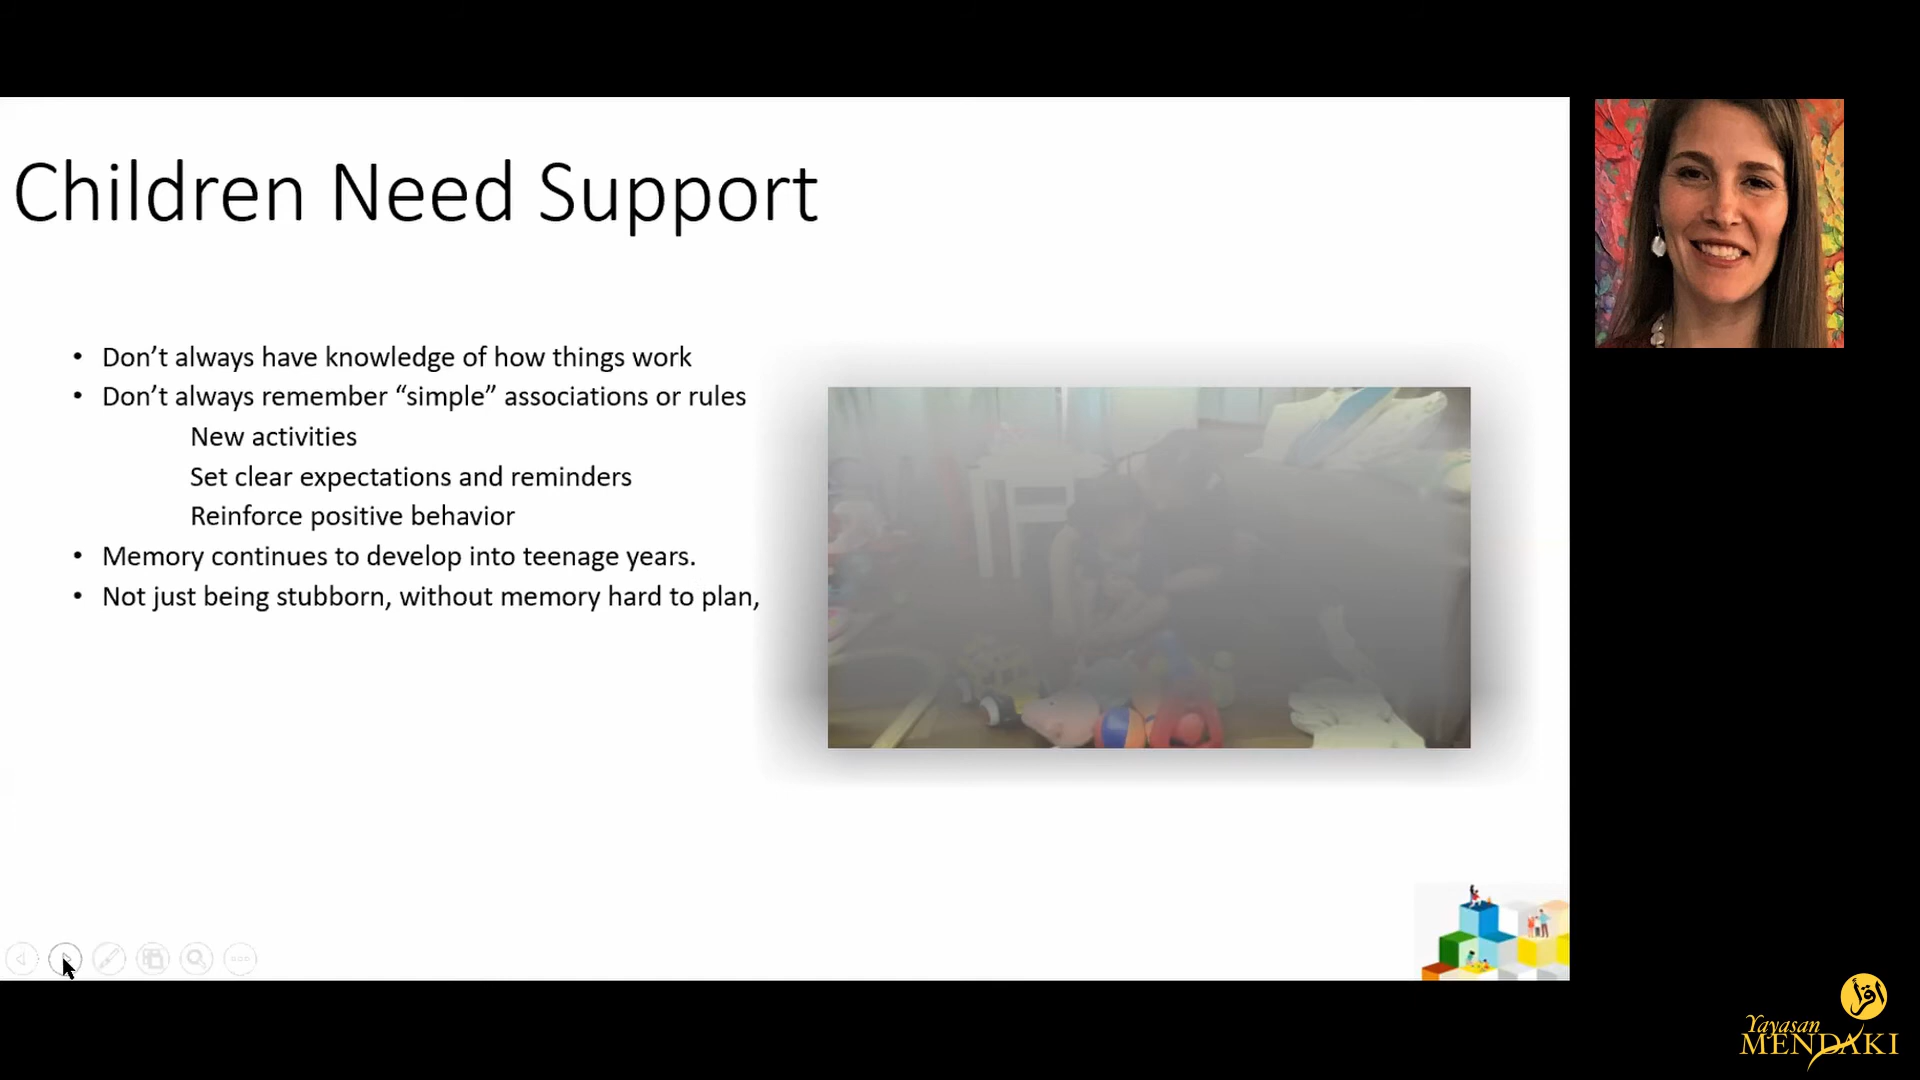 Children Need Support
• Don’t always have knowledge of how things work
• Don’t always remember “simple” associations or rules
New activities
Set clear expectations and reminders
Reinforce positive behavior
• Memory continues to develop into teenage years.
• Not just being stubborn, without memory hard to plan,
اقرأ
Yayasan
MENDAKI